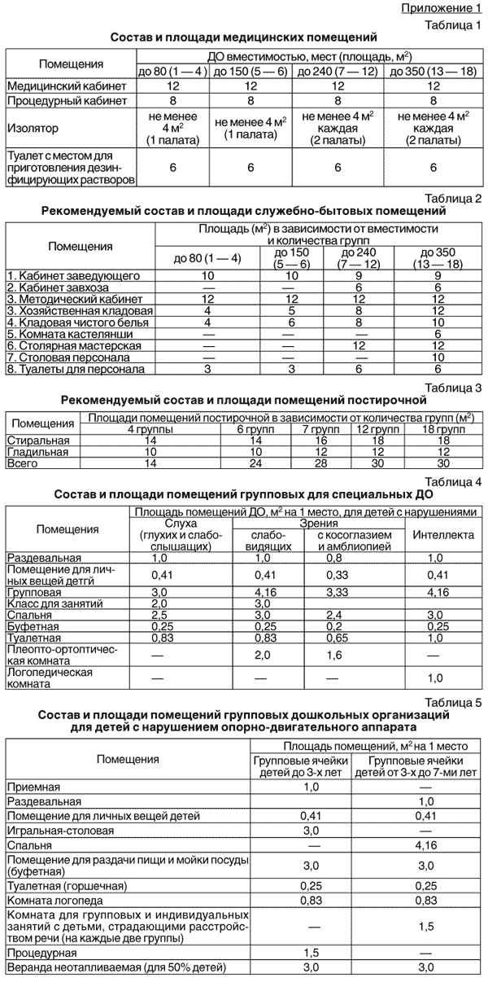 Приложение 1
Таблица 1
Состав и площади медицинских помещений
Помещения
ДО вместимостью, мест (площадь, м²)
до 80 (1 — 4) до 150 (5 — 6) до 240 (7 — 12) до 350 (13 — 18)
Медицинский кабинет 12 12 12 12
Процедурный кабинет 8 8 8 8
Изолятор
не менее 4 м² (1 палата)
не менее 4 м² (1 палата)
не менее 4 м² каждая (2 палаты)
не менее 4 м² каждая (2 палаты)
Туалет с местом для
приготовления дезин-
фицирующих растворов
6 6 6 6
Таблица 2
Рекомендуемый состав и площади служебно-бытовых помещений
Помещения
Площадь (м²) в зависимости от вместимости
и количества групп
до 80 (1 — 4) до 150 (5 — 6) до 240 (7 — 12) до 350 (13 — 18)
1. Кабинет заведующего 10 10 9 9
2. Кабинет завхоза — — 6 6
3. Методический кабинет 12 12 12 12
3. Хозяйственная кладовая 4 5 8 12
4. Кладовая чистого белья 4 6 8 10
5. Комната кастелянши — — — 6
6. Столярная мастерская — — 12 12
7. Столовая персонала — — — 10
8. Туалеты для персонала 3 3 6 6
Таблица 3
Рекомендуемый состав и площади помещений постирочной
Помещения
Площади помещений постирочной в зависимости от количества групп (м²)
4 группы 6 групп 7 групп 12 групп 18 групп
Стиральная 14 14 16 18 18
Гладильная 10 10 12 12 12
Всего 14 24 28 30 30
Таблица 4
Состав и площади помещений групповых для специальных ДО
Помещения
Площадь помещений ДО, м² на 1 место, для детей с нарушениями
Слуха
(глухих и слабо-
слышащих)
Зрения
слабо-
видящих
с косоглазием
и амблиопией
Интеллекта
Раздевальная 1,0 1,0 0,8 1,0
Помещение для лич-
ных вещей детгй
0,41 0,41 0,33 0,41
Групповая 3,0 4,16 3,33 4,16
Класс для занятий 2,0 3,0
Спальня 2,5 3,0 2,4 3,0
Буфетная 0,25 0,25 0,2 0,25
Туалетная 0,83 0,83 0,65 1,0
Плеопто-ортоптичес-
кая комната
— 2,0 1,6 —
Логопедическая
комната
— — — 1,0
Таблица 5
Состав и площади помещений групповых дошкольных организаций
для детей с нарушением опорно-двигательного аппарата
Помещения
Площадь помещений, м² на 1 место
Групповые ячейки
детей до 3-х лет
Групповые ячейки
детей от 3-х до 7-ми лет
Приемная 1,0 —
Раздевальная 1,0
Помещение для личных вещей детей 0,41 0,41
Игральная-столовая 3,0 —
Спальня — 4,16
Помещение для раздачи пищи и мойки посуды
(буфетная)
3,0 3,0
Туалетная (горшечная) 0,25 0,25
Комната логопеда 0,83 0,83
Комната для групповых и индивидуальных
занятий с детьми, страдающими расстройс-
твом речи (на каждые две группы)
— 1,5
Процедурная 1,5 —
Веранда неотапливаемая (для 50% детей) 3,0 3,0